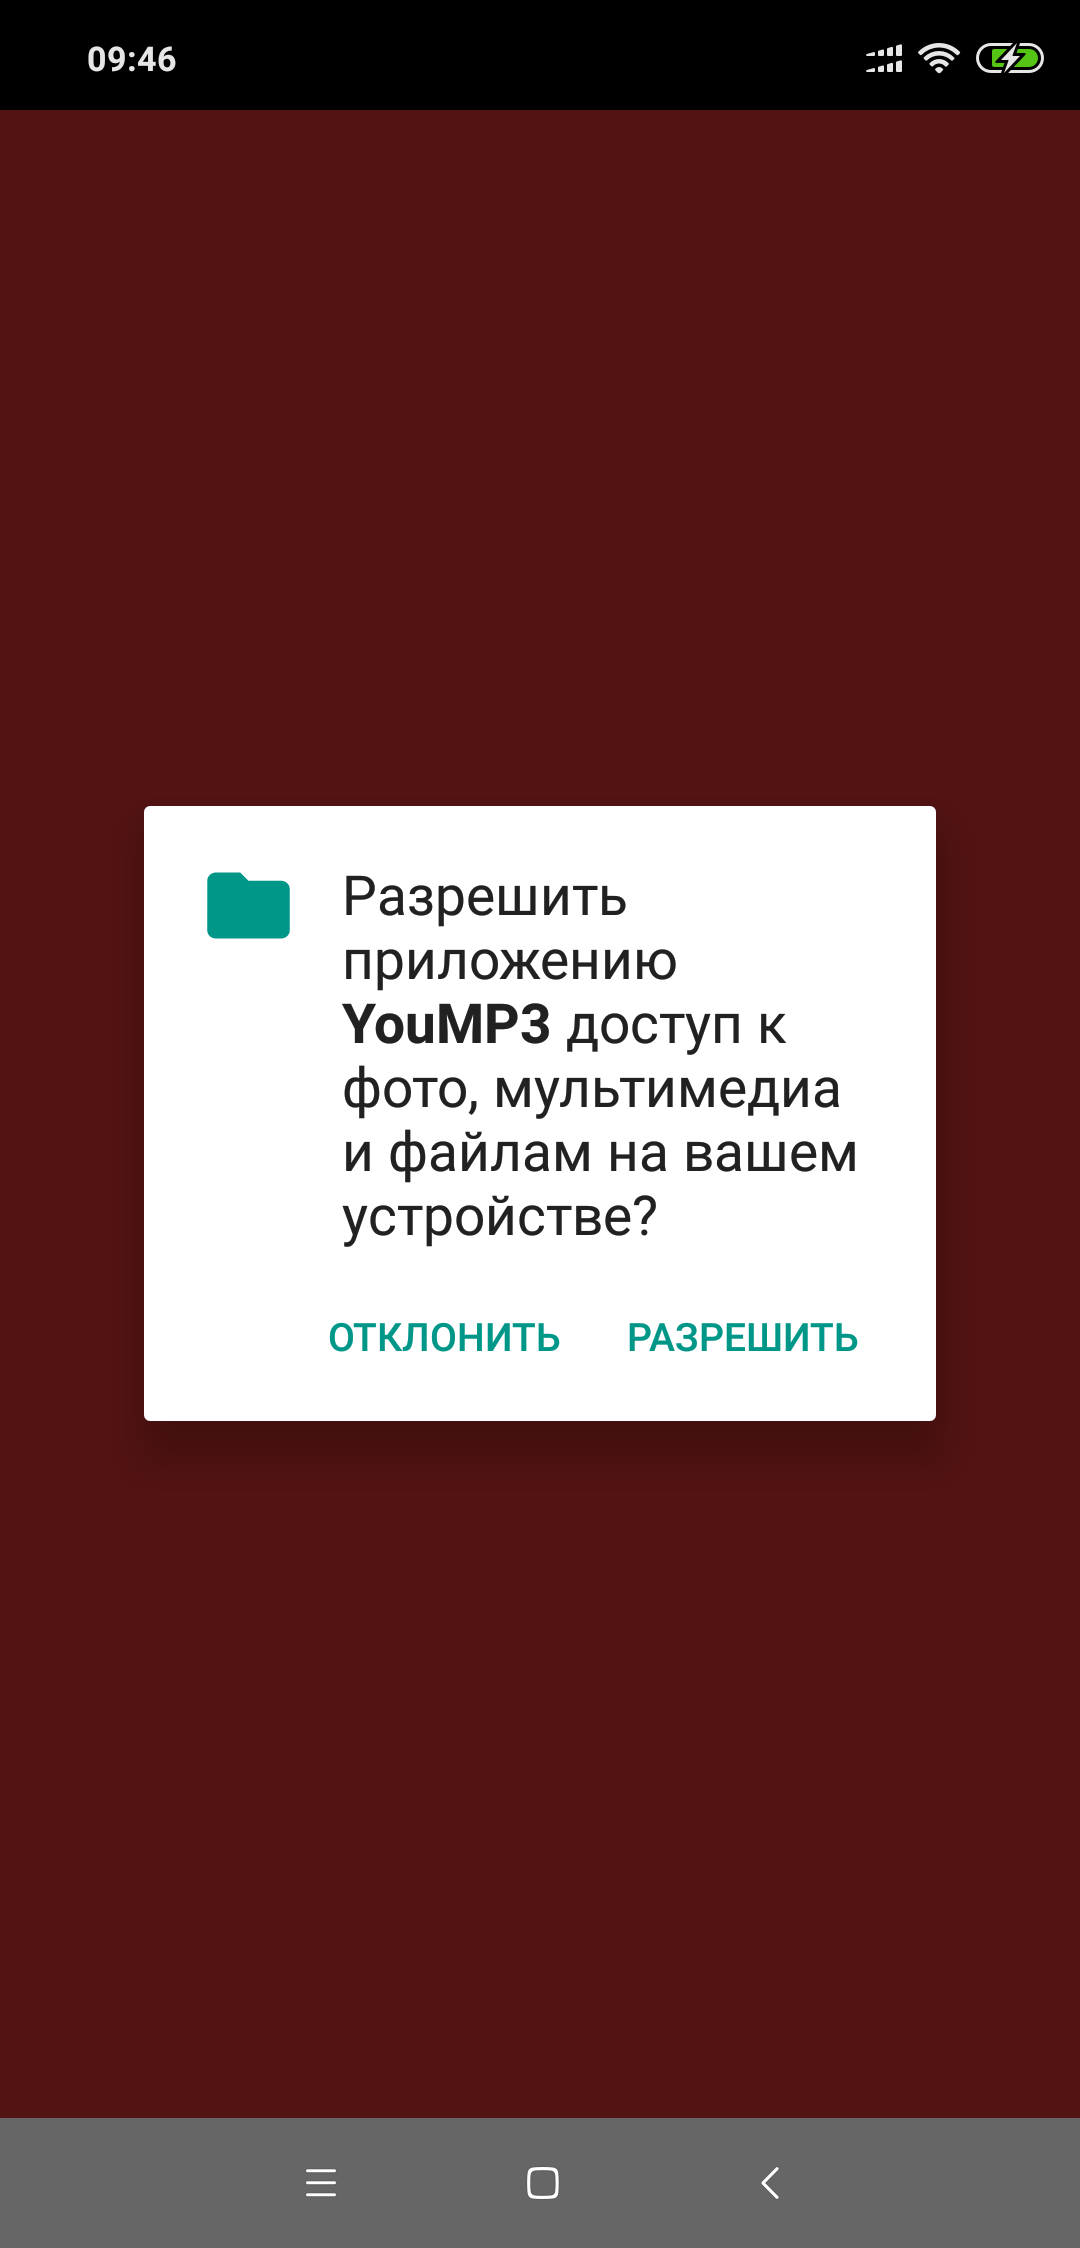 09:46
Разрешить
приложению
YouMP3 доступ к
фото, мультимедиа
и файлам на вашем
устройстве?
ОТКЛОНИТЬ РАЗРЕШИТЬ